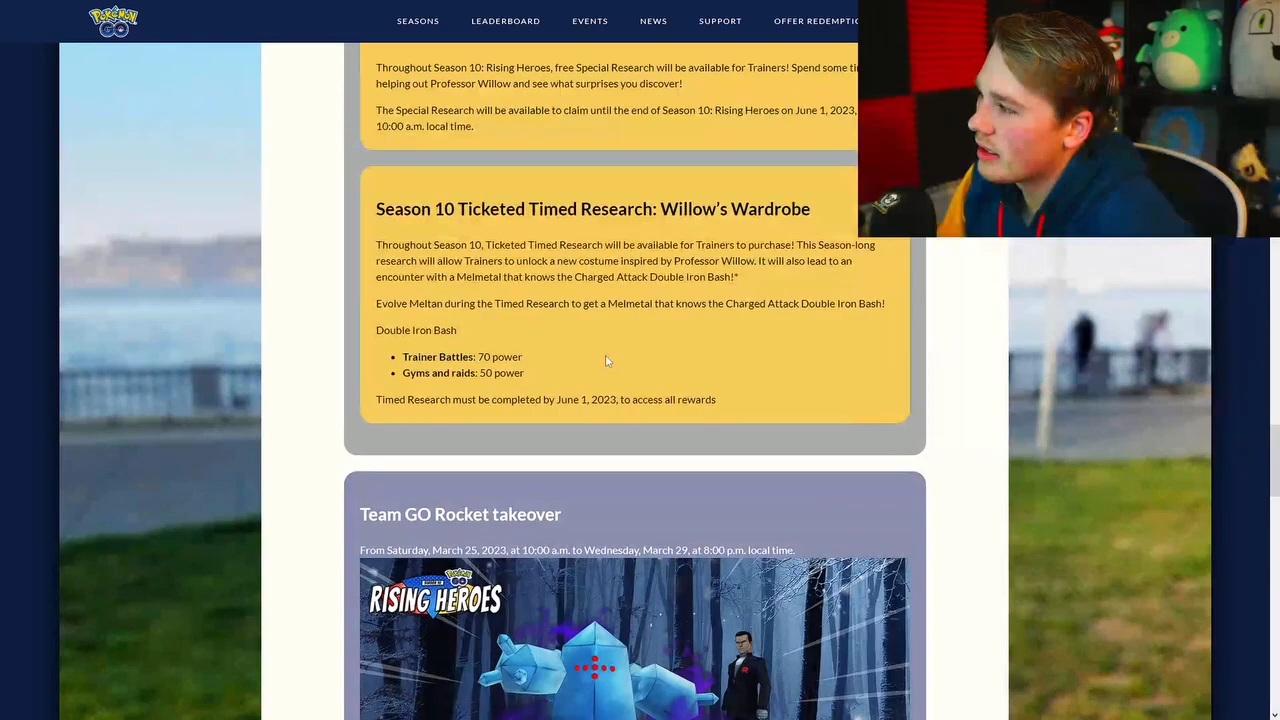 POKÉMON
GO
SEASONS LEADERBOARD EVENTS NEWS SUPPORT OFFER
Throughout Season 10: Rising Heroes, free Special Research will be available for Trainers! Spend some
helping out Professor Willow and see what surprises you discover!
The Special Research will be available to claim until the end of Season 10: Rising Heroes on June 1, 2023,
10:00 a.m. local time.
Season 10 Ticketed Timed Research: Willow’s Wardrobe
Throughout Season 10, Ticketed Timed Research will be available for Trainers to purchase! This Season-long
research will allow Trainers to unlock a new costume inspired by Professor Willow. It will also lead to an
encounter with a Melmetal that knows the Charged Attack Double Iron Bash!*
Evolve Meltan during the Timed Research to get a Melmetal that knows the Charged Attack Double Iron Bash!
Double Iron Bash
• Trainer Battles: 70 power
• Gyms and raids: 50 power
Timed Research must be completed by June 1, 2023, to access all rewards
Team GO Rocket takeover
From Saturday, March 25, 2023, at 10:00 a.m. to Wednesday, March 29, at 8:00 p.m. local time.
POKÉMON GO
RISING HEROES